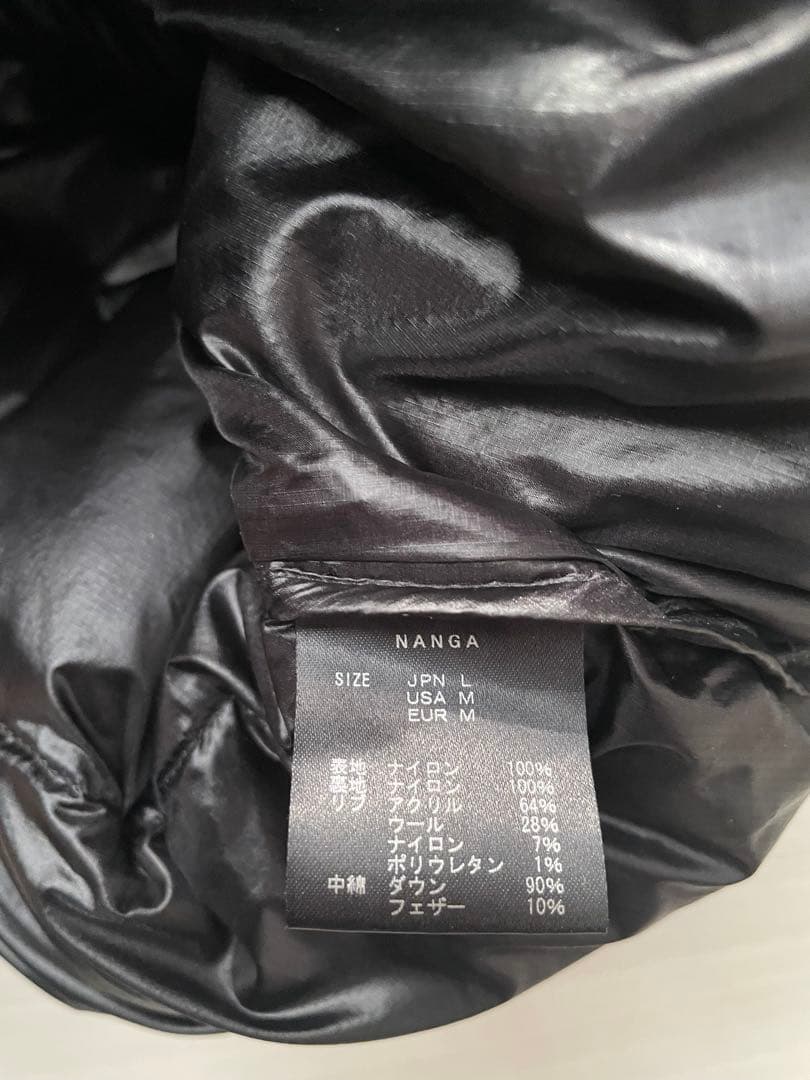 NANGA
SIZE JPN L
USA M
EUR M
表地 ナイロン 100%
裏地 ナイロン 100%
リブ アクリル 64%
ウール 28%
ナイロン 7%
ポリウレタン 1%
中綿 ダウン 90%
フェザー 10%